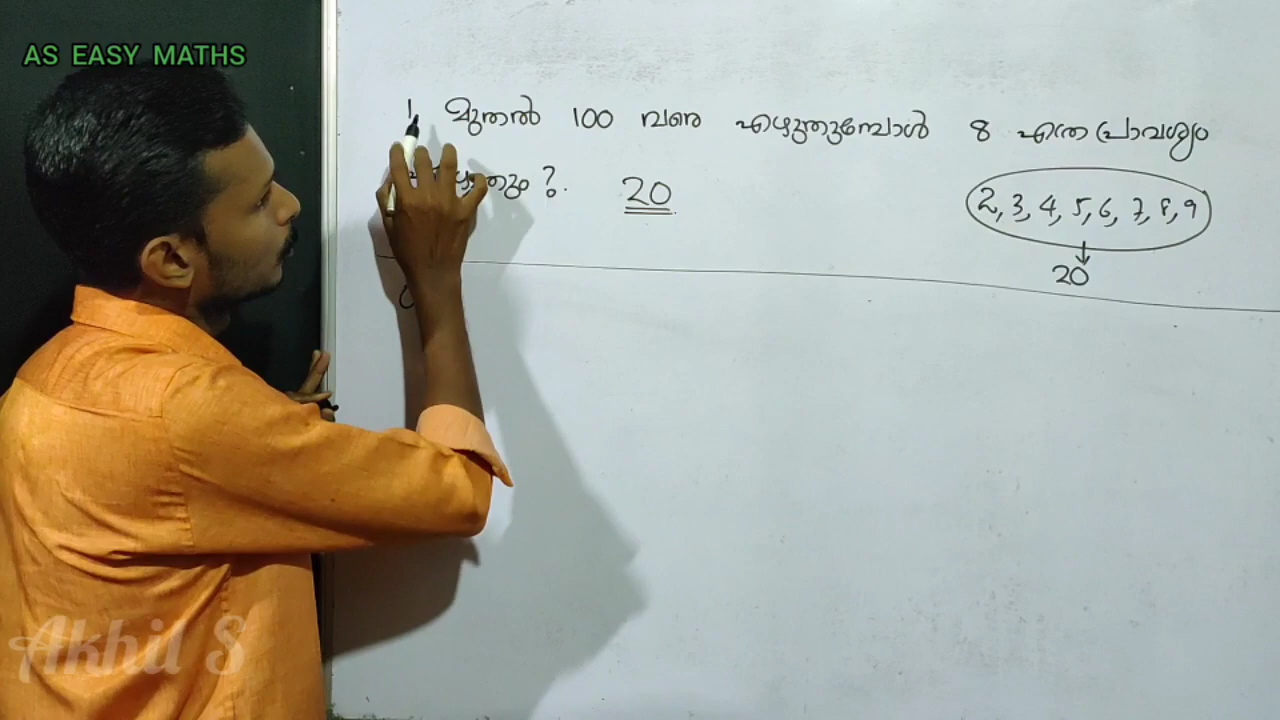 AS EASY MATHS
1 മുതൽ 100 വരെ എഴുതുമ്പോൾ 8 എത്ര പ്രാവശ്യം
?. 20
2, 3, 4, 5, 6, 7, 8, 9
20
Akhil S